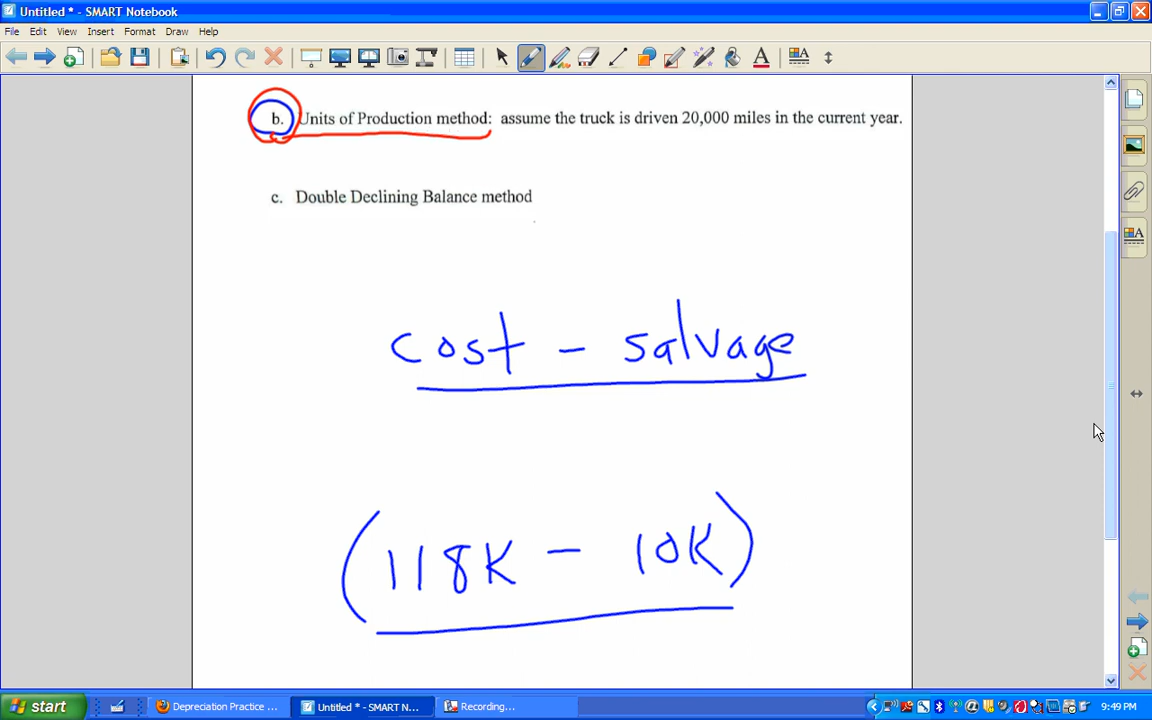 Untitled * - SMART Notebook
File Edit View Insert Format Draw Help
b. Units of Production method: assume the truck is driven 20,000 miles in the current year.
c. Double Declining Balance method
cost - salvage
(118K - 10K)
start
Depreciation Practice ...
Untitled * - SMART N...
Recording...
9:49 PM